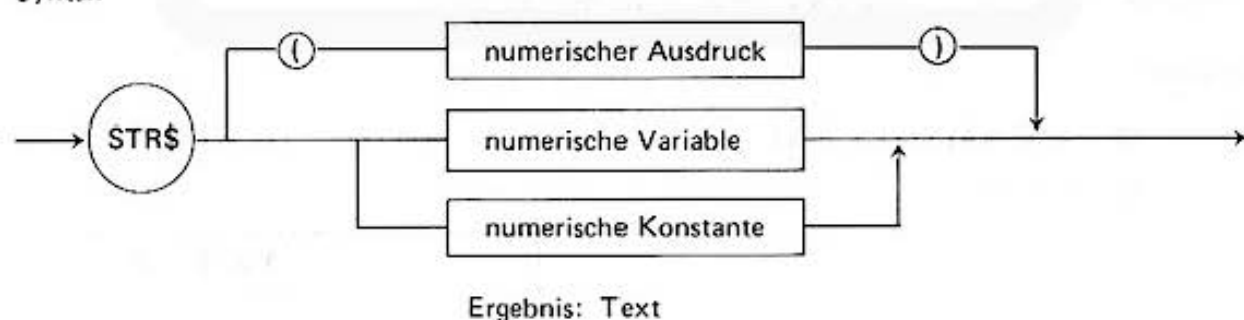 ( numerischer Ausdruck )
STR$ numerische Variable
numerische Konstante
Ergebnis: Text